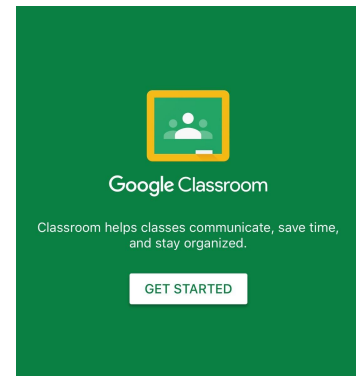 Google Classroom
Classroom helps classes communicate, save time,
and stay organized.
GET STARTED